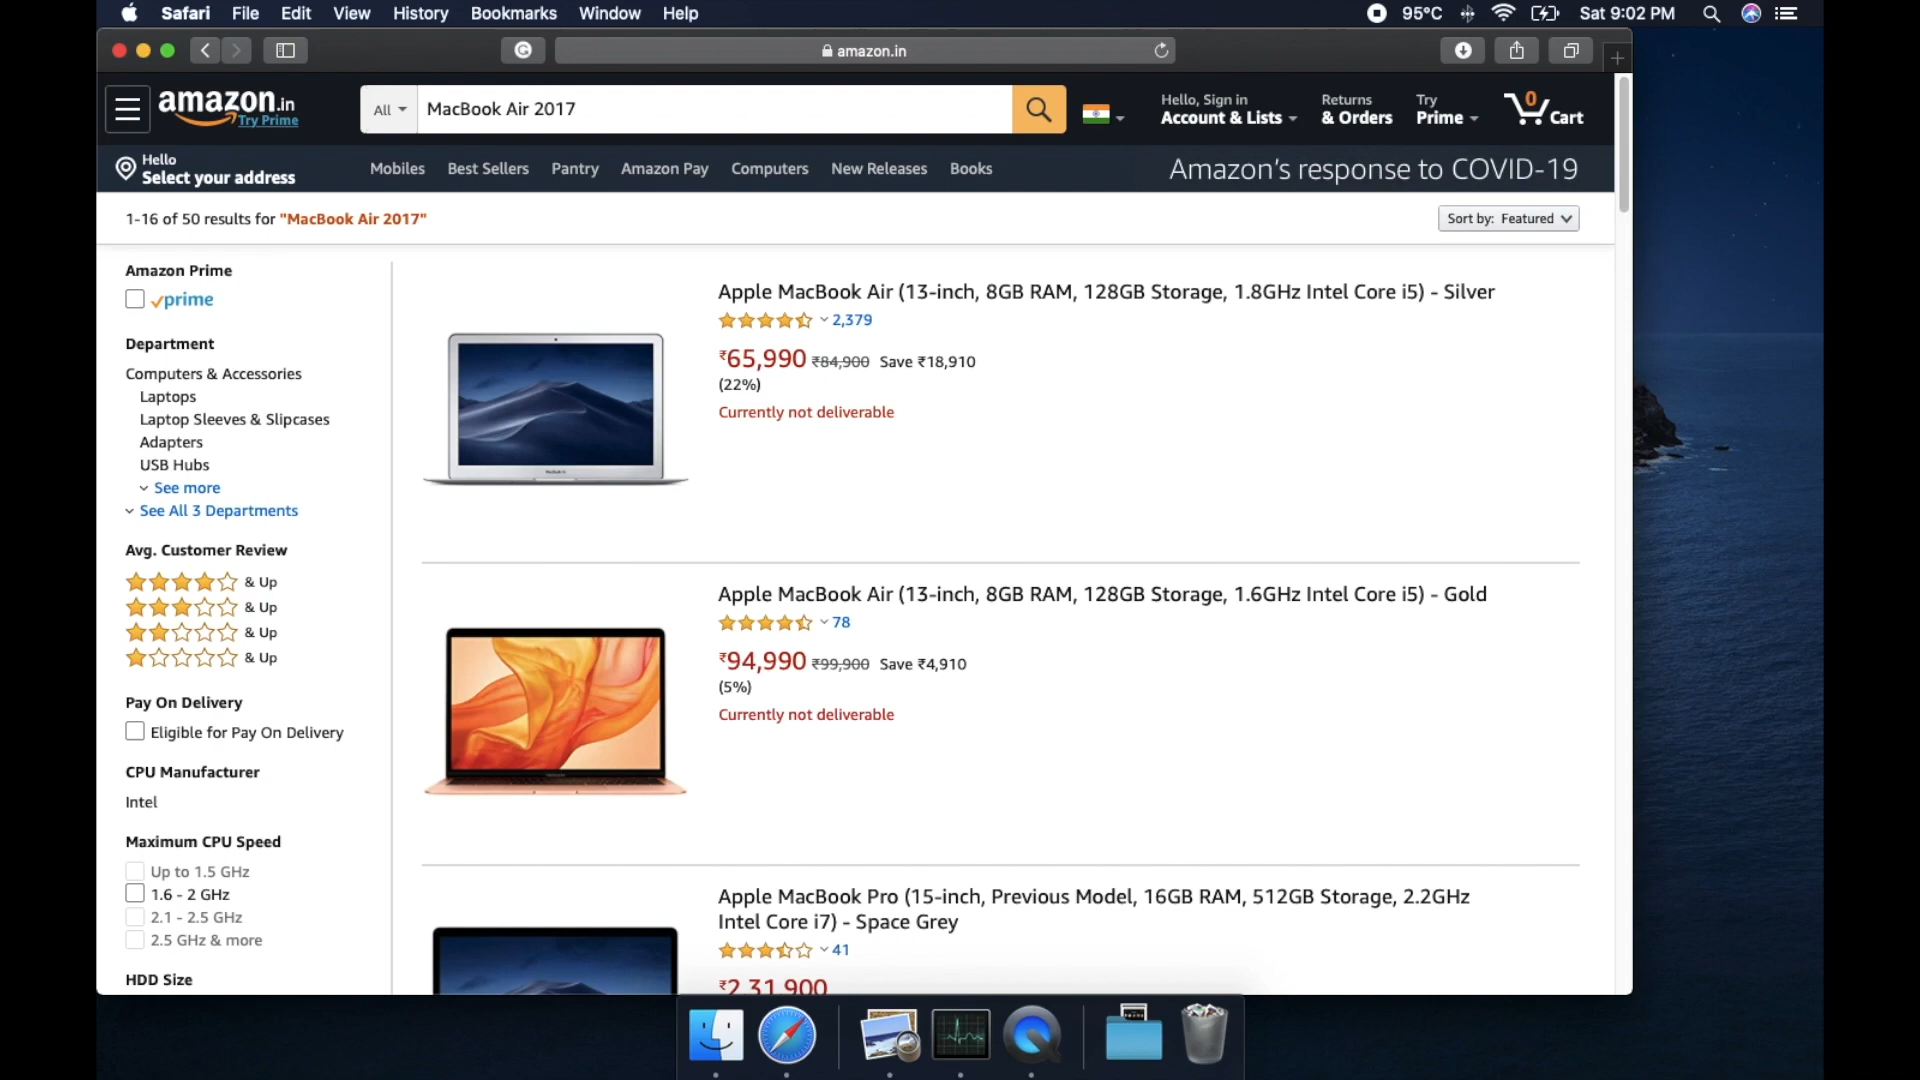 Safari File Edit View History Bookmarks Window Help 95°C Sat 9:02 PM
amazon.in
amazon.in
Try Prime
All MacBook Air 2017
Hello, Sign in
Account & Lists
Returns
& Orders
Try
Prime
0
Cart
Hello
Select your address
Mobiles Best Sellers Pantry Amazon Pay Computers New Releases Books
Amazon's response to COVID-19
1-16 of 50 results for "MacBook Air 2017"
Sort by: Featured
Amazon Prime
prime
Department
Computers & Accessories
Laptops
Laptop Sleeves & Slipcases
Adapters
USB Hubs
See more
See All 3 Departments
Avg. Customer Review
& Up
& Up
& Up
& Up
Pay On Delivery
Eligible for Pay On Delivery
CPU Manufacturer
Intel
Maximum CPU Speed
Up to 1.5 GHz
1.6 - 2 GHz
2.1 - 2.5 GHz
2.5 GHz & more
HDD Size
Apple MacBook Air (13-inch, 8GB RAM, 128GB Storage, 1.8GHz Intel Core i5) - Silver
2,379
₹65,990 ₹84,900 Save ₹18,910
(22%)
Currently not deliverable
Apple MacBook Air (13-inch, 8GB RAM, 128GB Storage, 1.6GHz Intel Core i5) - Gold
78
₹94,990 ₹99,900 Save ₹4,910
(5%)
Currently not deliverable
Apple MacBook Pro (15-inch, Previous Model, 16GB RAM, 512GB Storage, 2.2GHz
Intel Core i7) - Space Grey
41
₹2,31,900